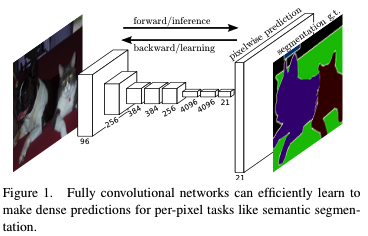 forward/inference
backward/learning
pixelwise prediction
segmentation g.t.
96
256
384
384
256
4096
4096
21
21
Figure 1. Fully convolutional networks can efficiently learn to
make dense predictions for per-pixel tasks like semantic segmen-
tation.